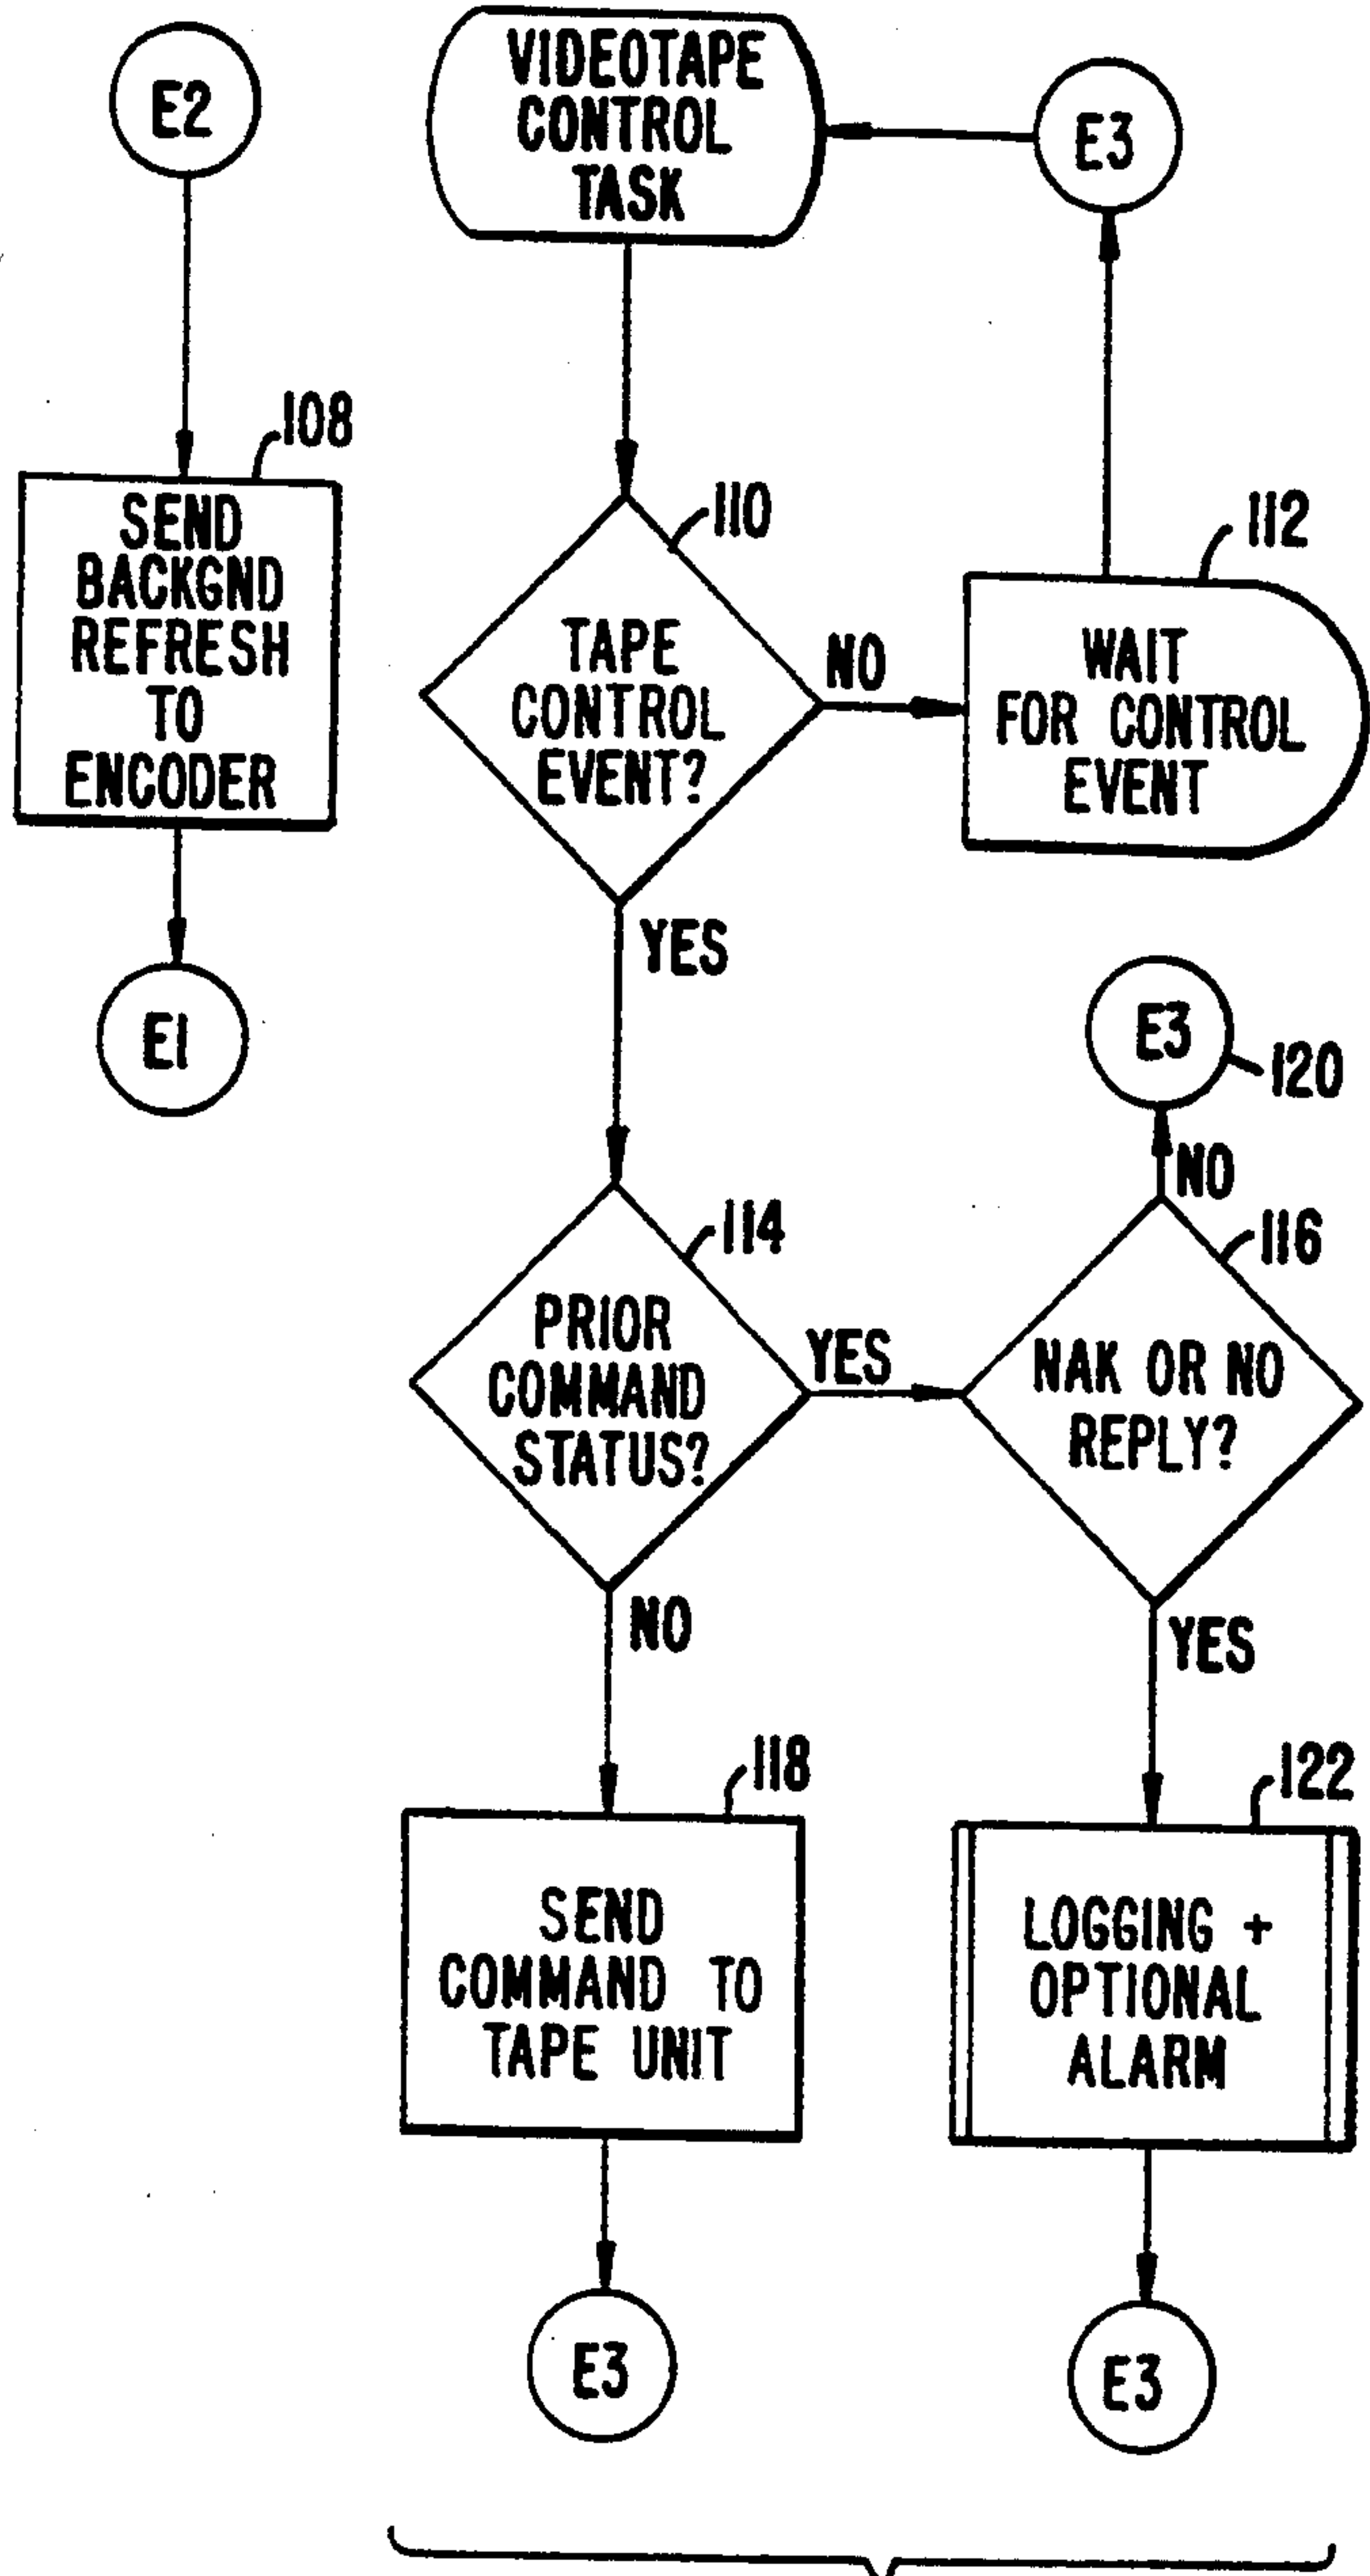 E2
108
SEND
BACKGND
REFRESH
TO
ENCODER
E1
VIDEOTAPE
CONTROL
TASK
E3
110
TAPE
CONTROL
EVENT?
NO
112
WAIT
FOR CONTROL
EVENT
YES
114
PRIOR
COMMAND
STATUS?
YES
E3
120
NO
116
NAK OR NO
REPLY?
NO
118
SEND
COMMAND TO
TAPE UNIT
E3
YES
122
LOGGING +
OPTIONAL
ALARM
E3